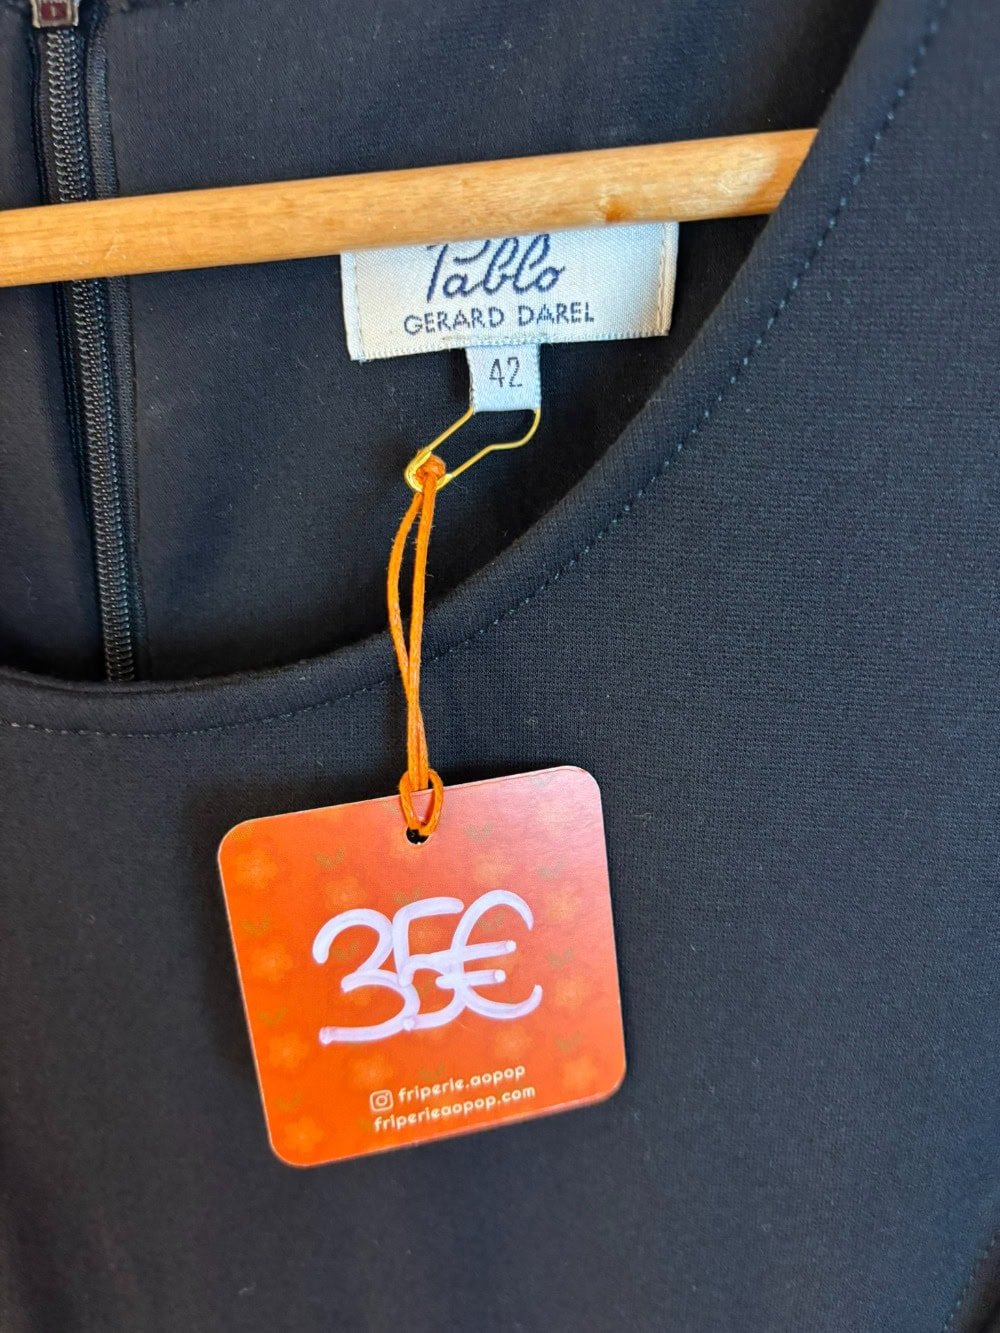 Pablo
GERARD DAREL
42
35€
friperie.aopop
friperieaopop.com